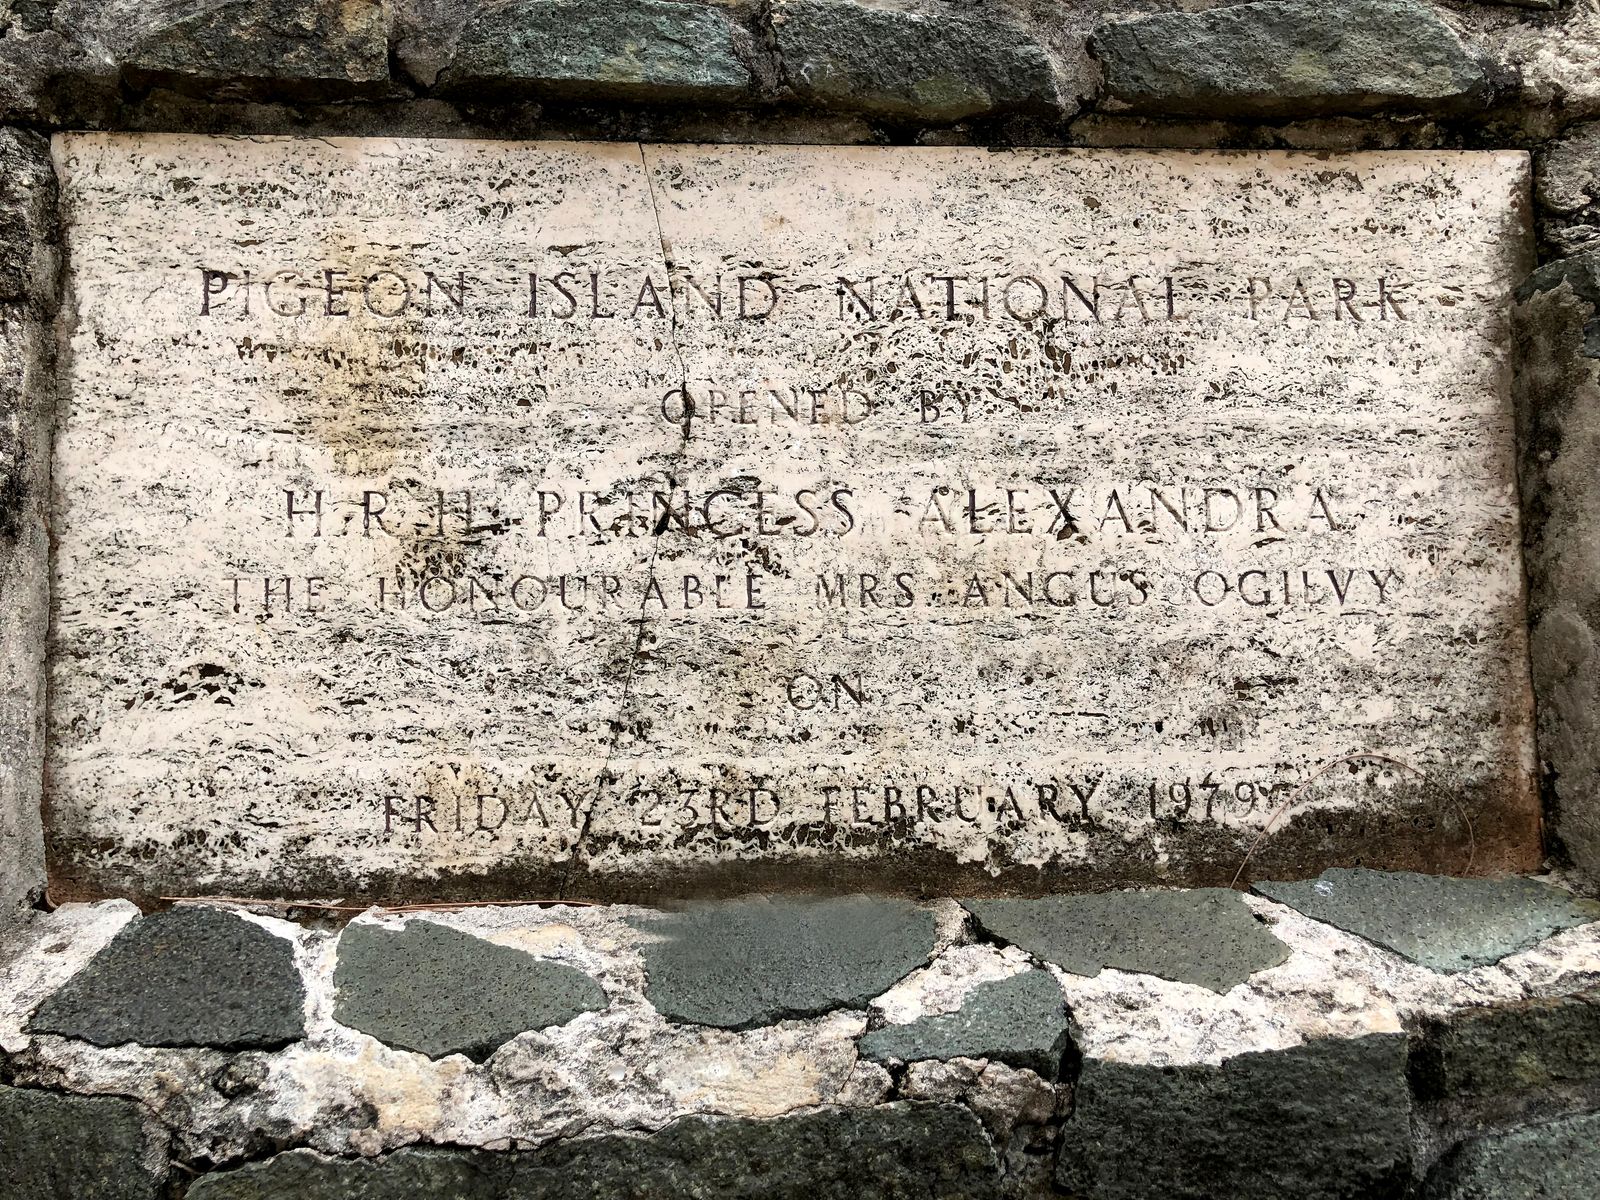 PIGEON ISLAND NATIONAL PARK
OPENED BY
H.R.H. PRINCESS ALEXANDRA
THE HONOURABLE MRS. ANGUS OGILVY
ON
FRIDAY 23RD FEBRUARY 1979